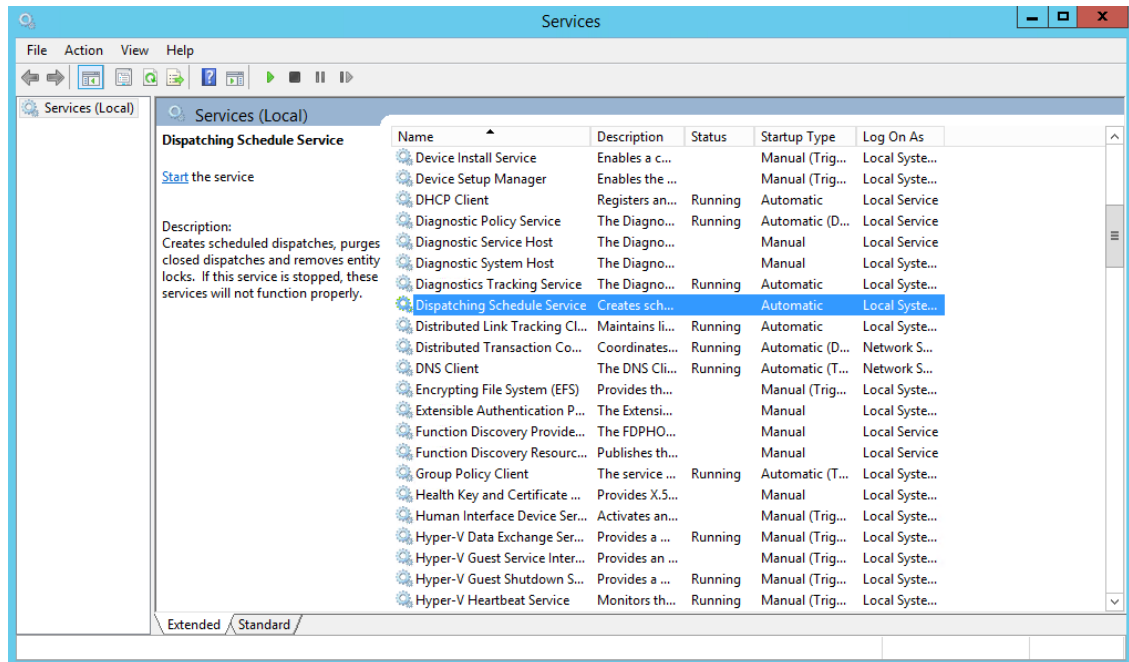 Services
File Action View Help
Services (Local)
Services (Local)
Dispatching Schedule Service
Start the service
Description:
Creates scheduled dispatches, purges
closed dispatches and removes entity
locks. If this service is stopped, these
services will not function properly.
Name Description Status Startup Type Log On As
Device Install Service Enables a c... Manual (Trig... Local Syste...
Device Setup Manager Enables the ... Manual (Trig... Local Syste...
DHCP Client Registers an... Running Automatic Local Service
Diagnostic Policy Service The Diagno... Running Automatic (D... Local Service
Diagnostic Service Host The Diagno... Manual Local Service
Diagnostic System Host The Diagno... Manual Local Syste...
Diagnostics Tracking Service The Diagno... Running Automatic Local Syste...
Dispatching Schedule Service Creates sch... Automatic Local Syste...
Distributed Link Tracking Cl... Maintains li... Running Automatic Local Syste...
Distributed Transaction Co... Coordinates... Running Automatic (D... Network S...
DNS Client The DNS Cli... Running Automatic (T... Network S...
Encrypting File System (EFS) Provides th... Manual (Trig... Local Syste...
Extensible Authentication P... The Extensi... Manual Local Syste...
Function Discovery Provide... The FDPHO... Manual Local Service
Function Discovery Resourc... Publishes th... Manual Local Service
Group Policy Client The service ... Running Automatic (T... Local Syste...
Health Key and Certificate ... Provides X.5... Manual Local Syste...
Human Interface Device Ser... Activates an... Manual (Trig... Local Syste...
Hyper-V Data Exchange Ser... Provides a ... Running Manual (Trig... Local Syste...
Hyper-V Guest Service Inter... Provides an ... Manual (Trig... Local Syste...
Hyper-V Guest Shutdown S... Provides a ... Running Manual (Trig... Local Syste...
Hyper-V Heartbeat Service Monitors th... Running Manual (Trig... Local Syste...
Extended Standard